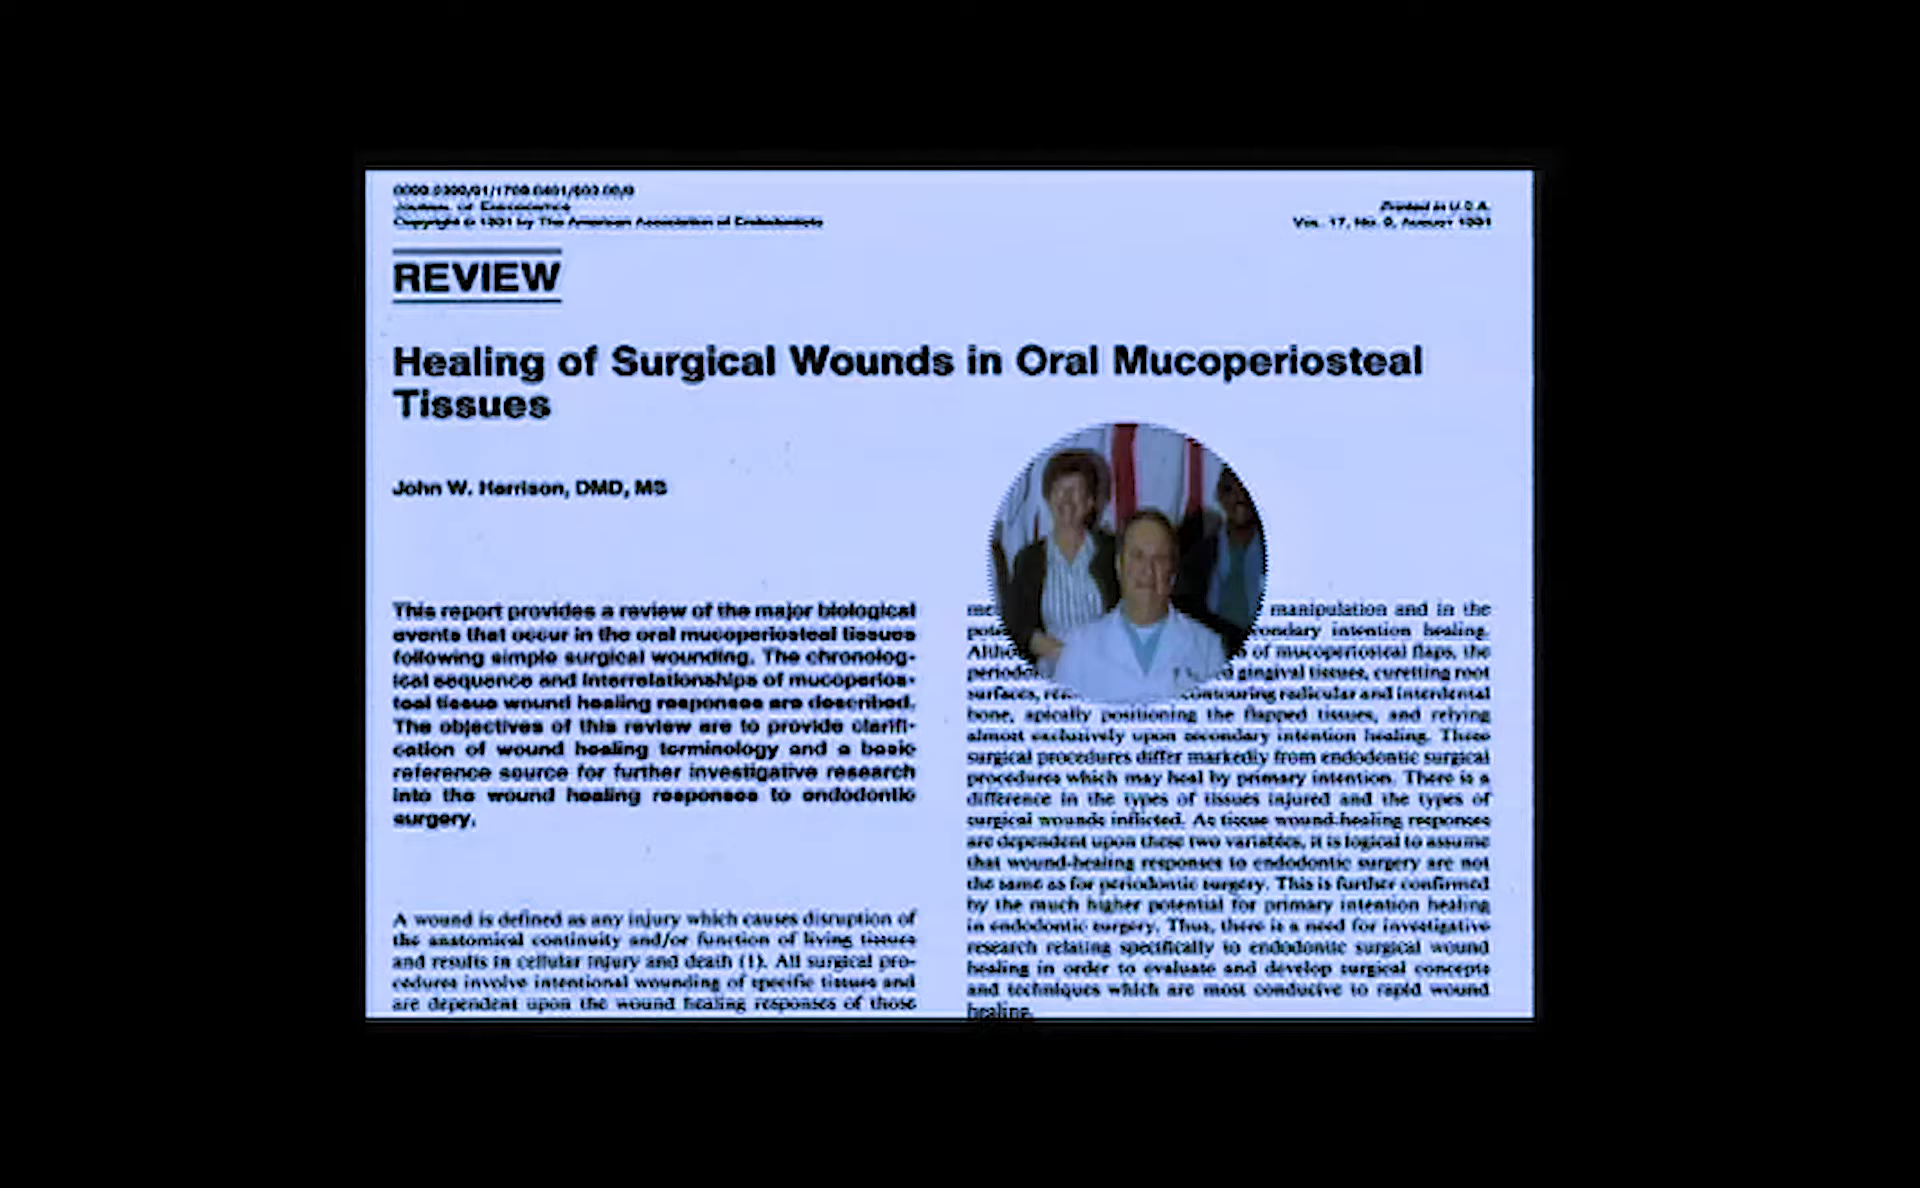 Copyright © 1991 by The American Association of Endodontists
Printed in U.S.A.
REVIEW
Healing of Surgical Wounds in Oral Mucoperiosteal
Tissues
John W. Harrison, DMD, MS
This report provides a review of the major biological
events that occur in the oral mucoperiosteal tissues
following simple surgical wounding. The chronolog-
ical sequence and interrelationships of mucoperios-
teal tissue wound healing responses are described.
The objectives of this review are to provide clarifi-
cation of wound healing terminology and a basic
reference source for further investigative research
into the wound healing responses to endodontic
surgery.
A wound is defined as any injury which causes disruption of
the anatomical continuity and/or function of living tissues
and results in cellular injury and death (1). All surgical pro-
cedures involve intentional wounding of specific tissues and
are dependent upon the wound healing responses of those
manipulation and in the
intention healing.
of mucoperiosteal flaps, the
gingival tissues, curetting root
surfaces, contouring radicular and interdental
bone, apically positioning the flapped tissues, and relying
almost exclusively upon secondary intention healing. These
surgical procedures differ markedly from endodontic surgical
procedures which may heal by primary intention. There is a
difference in the types of tissues injured and the types of
surgical wounds inflicted. As tissue wound-healing responses
are dependent upon these two variables, it is logical to assume
that wound-healing responses to endodontic surgery are not
the same as for periodontic surgery. This is further confirmed
by the much higher potential for primary intention healing
in endodontic surgery. Thus, there is a need for investigative
research relating specifically to endodontic surgical wound
healing in order to evaluate and develop surgical concepts
and techniques which are most conducive to rapid wound
healing.